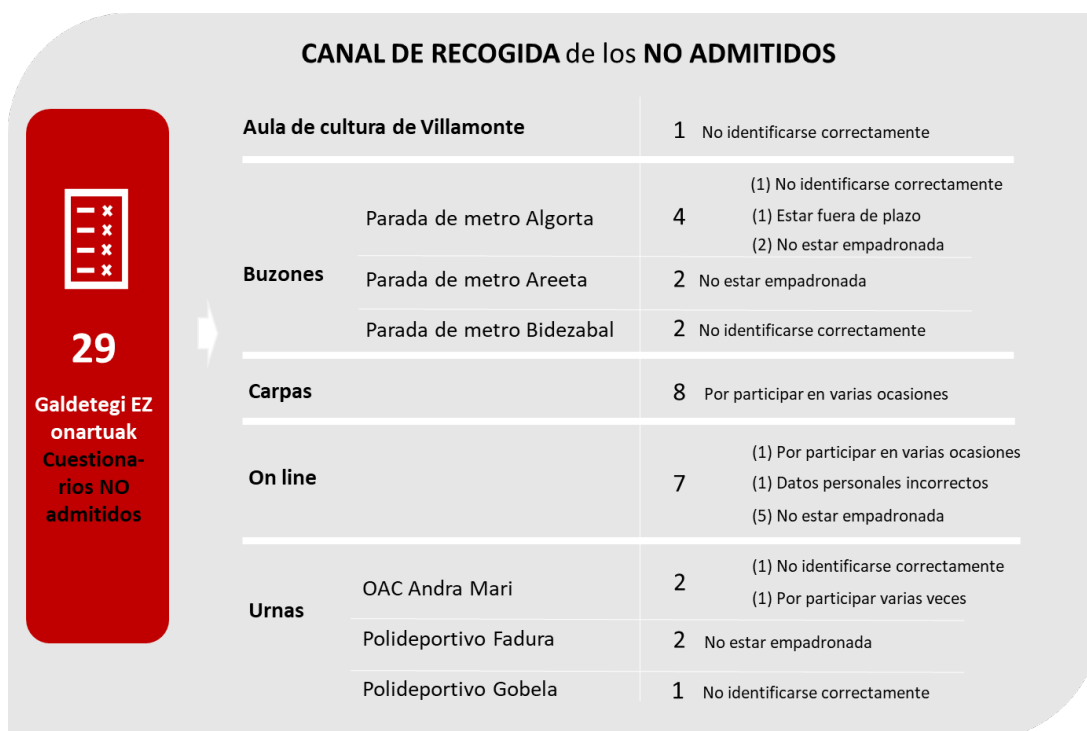 CANAL DE RECOGIDA de los NO ADMITIDOS
29
Galdetegi EZ
onartuak
Cuestiona-
rios NO
admitidos
Aula de cultura de Villamonte
1 No identificarse correctamente
Buzones
Parada de metro Algorta
4
(1) No identificarse correctamente
(1) Estar fuera de plazo
(2) No estar empadronada
Parada de metro Areeta
2 No estar empadronada
Parada de metro Bidezabal
2 No identificarse correctamente
Carpas
8 Por participar en varias ocasiones
On line
7
(1) Por participar en varias ocasiones
(1) Datos personales incorrectos
(5) No estar empadronada
Urnas
OAC Andra Mari
2
(1) No identificarse correctamente
(1) Por participar varias veces
Polideportivo Fadura
2 No estar empadronada
Polideportivo Gobela
1 No identificarse correctamente